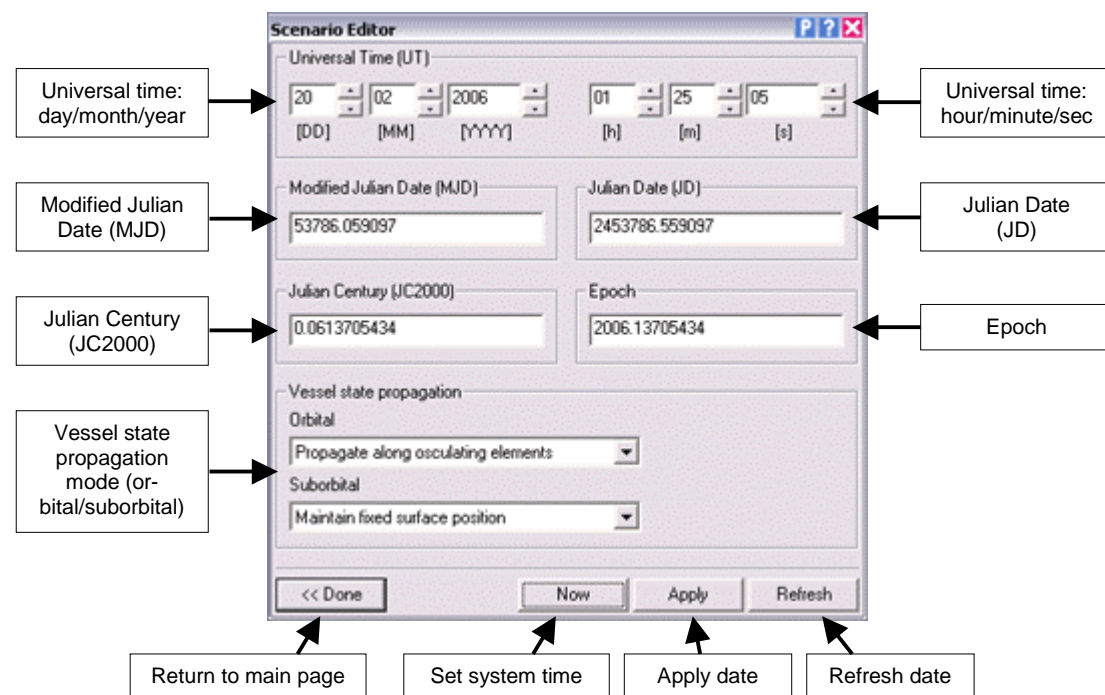 Scenario Editor
P ? X
Universal Time (UT)
Universal time:
day/month/year
20 02 2006 01 25 05
[DD] [MM] [YYYY] [h] [m] [s]
Universal time:
hour/minute/sec
Modified Julian
Date (MJD)
Modified Julian Date (MJD)
53786.059097
Julian Date (JD)
2453786.559097
Julian Date
(JD)
Julian Century
(JC2000)
Julian Century (JC2000)
0.0613705434
Epoch
2006.13705434
Epoch
Vessel state
propagation
mode (or-
bital/suborbital)
Vessel state propagation
Orbital
Propagate along osculating elements
Suborbital
Maintain fixed surface position
<< Done Now Apply Refresh
Return to main page Set system time Apply date Refresh date